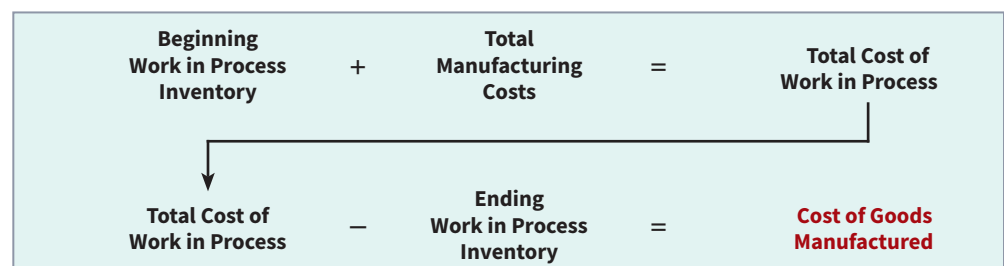 Beginning
Work in Process
Inventory
+
Total
Manufacturing
Costs
=
Total Cost of
Work in Process
Total Cost of
Work in Process
−
Ending
Work in Process
Inventory
=
Cost of Goods
Manufactured